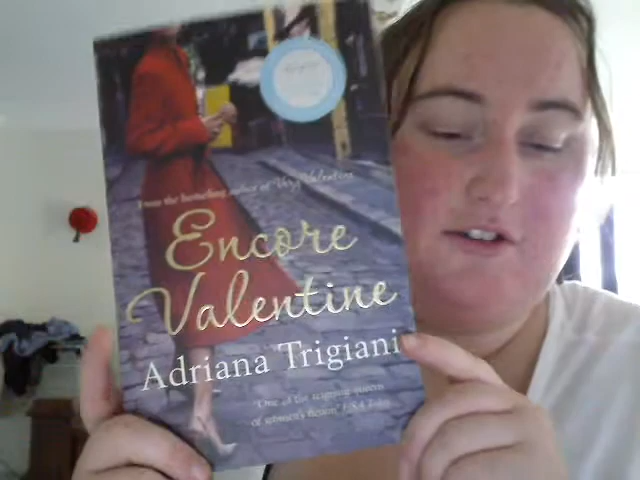 From the bestselling author of Very Valentine
Encore
Valentine
Adriana Trigiani
'One of the reigning queens
of women's fiction' USA Today